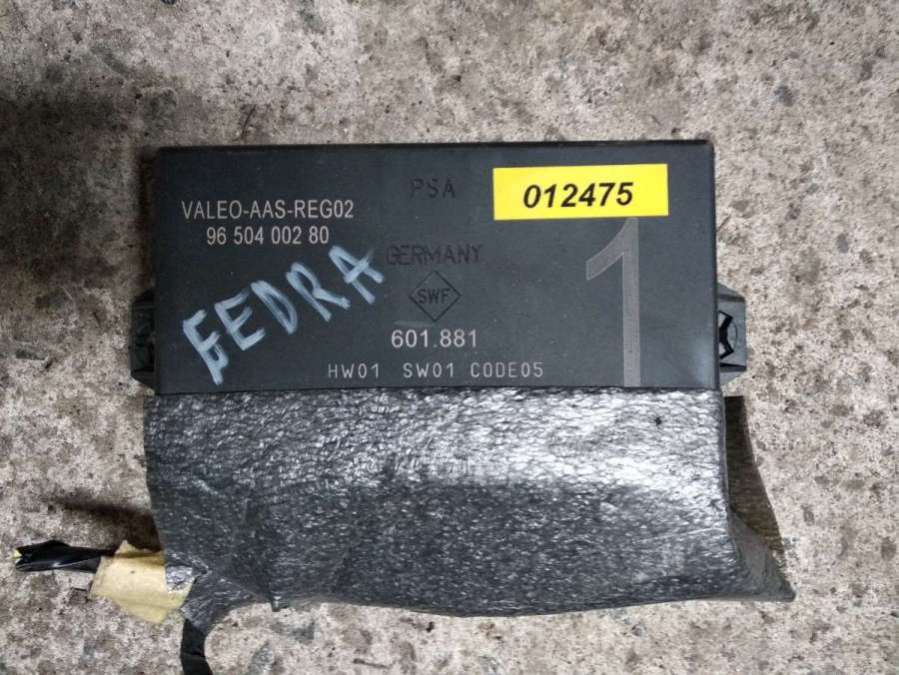 VALEO-AAS-REG02
96 504 002 80
PSA
012475
GERMANY
SWF
601.881
HW01 SW01 CODE05
1
FEDRA